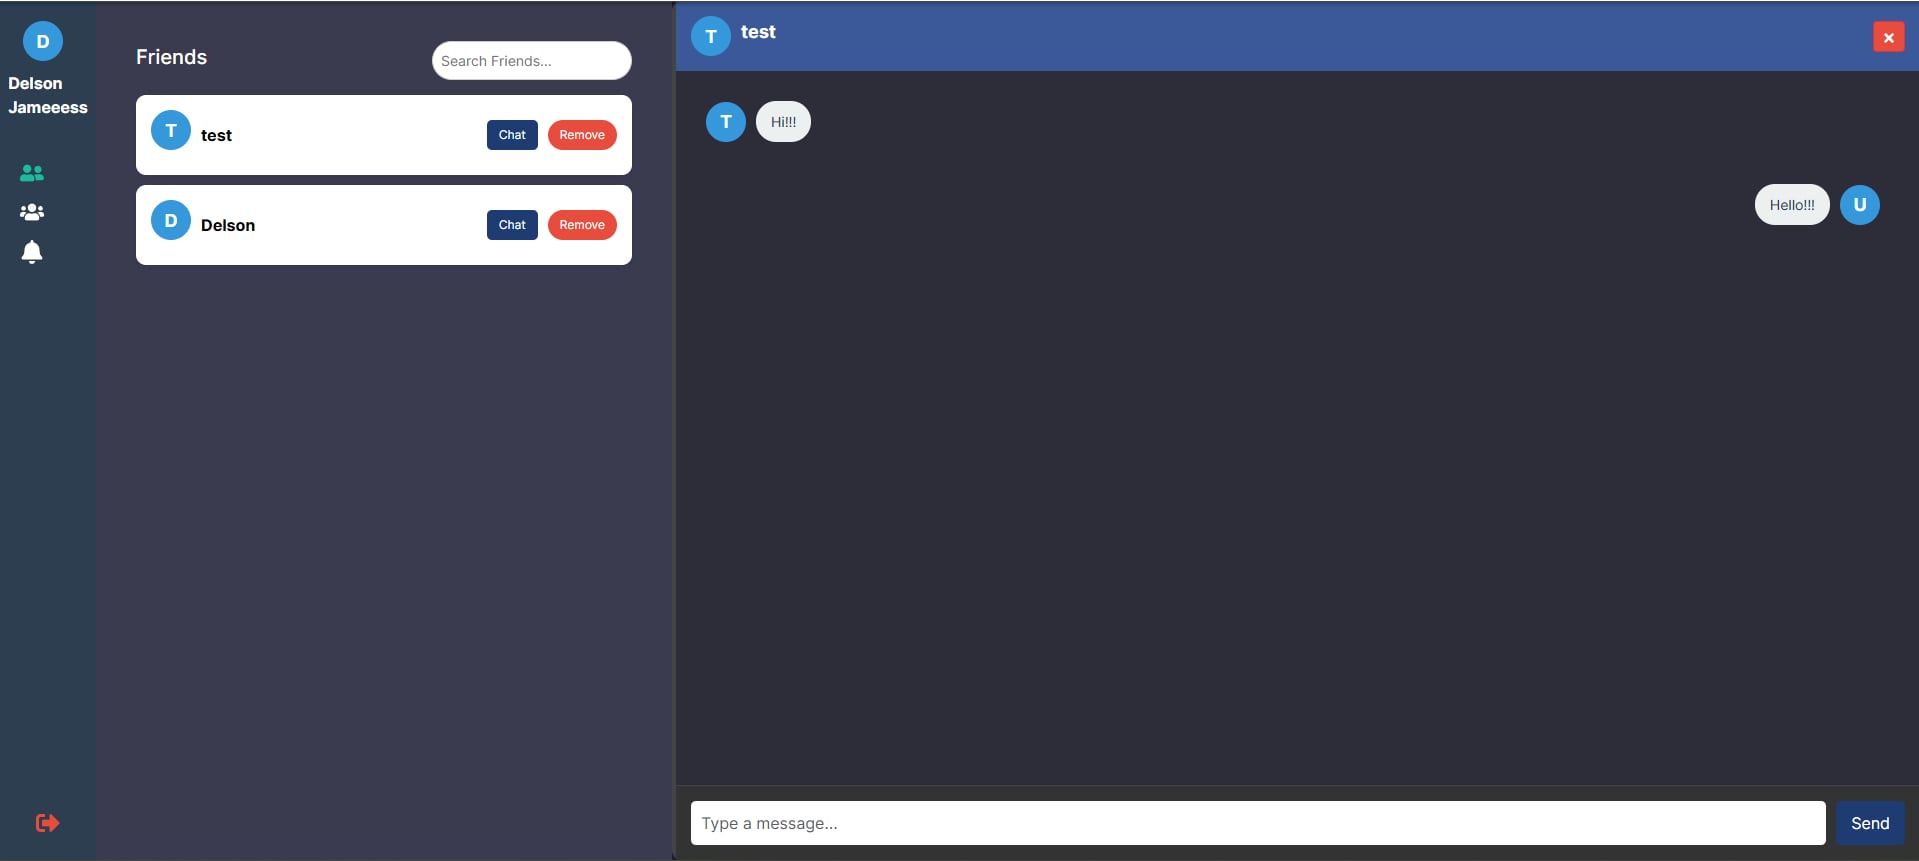 D
Delson
Jameeess
Friends
Search Friends...
T
test
Chat
Remove
D
Delson
Chat
Remove
T
test
T
Hi!!!
Hello!!!
U
Type a message...
Send